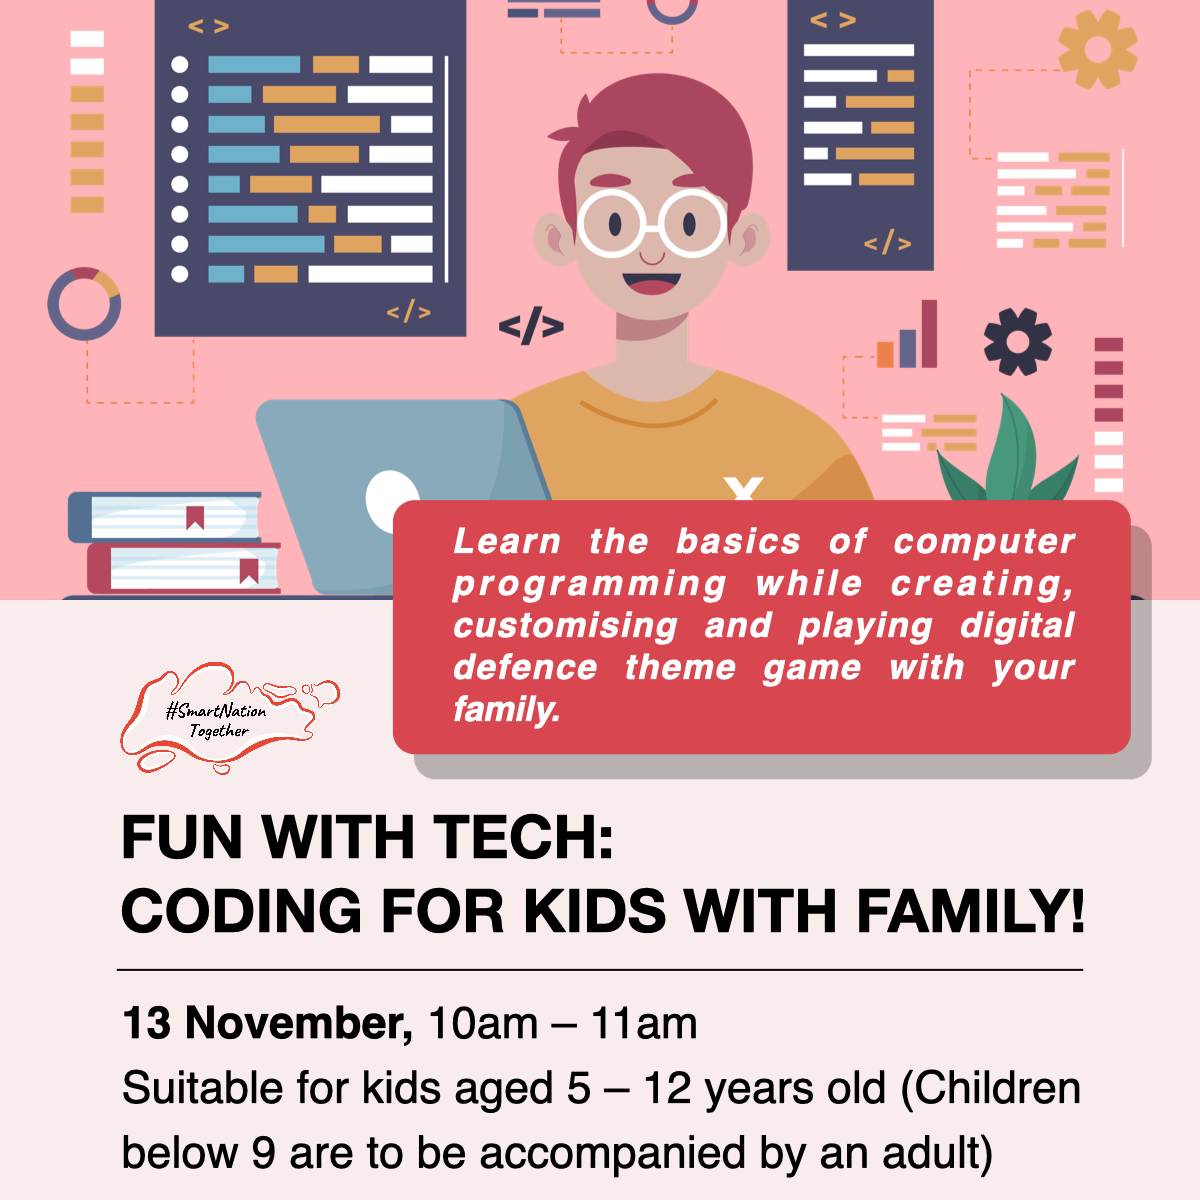 < >
< >
</>
</>
</>
X
Learn the basics of computer
programming while creating,
customising and playing digital
defence theme game with your
family.
#SmartNation
Together
FUN WITH TECH:
CODING FOR KIDS WITH FAMILY!
13 November, 10am – 11am
Suitable for kids aged 5 – 12 years old (Children
below 9 are to be accompanied by an adult)